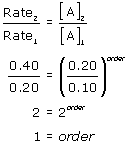 Rate₂ / Rate₁ = [A]₂ / [A]₁
0.40 / 0.20 = (0.20 / 0.10)^order
2 = 2^order
1 = order